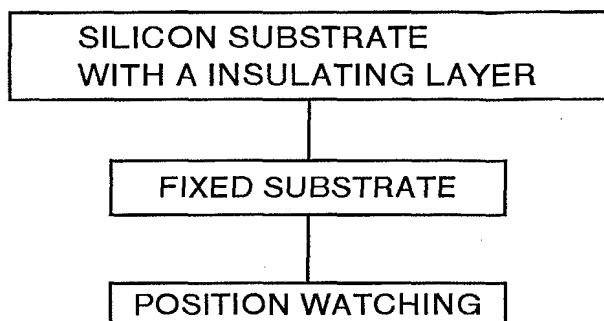 SILICON SUBSTRATE
WITH A INSULATING LAYER
FIXED SUBSTRATE
POSITION WATCHING